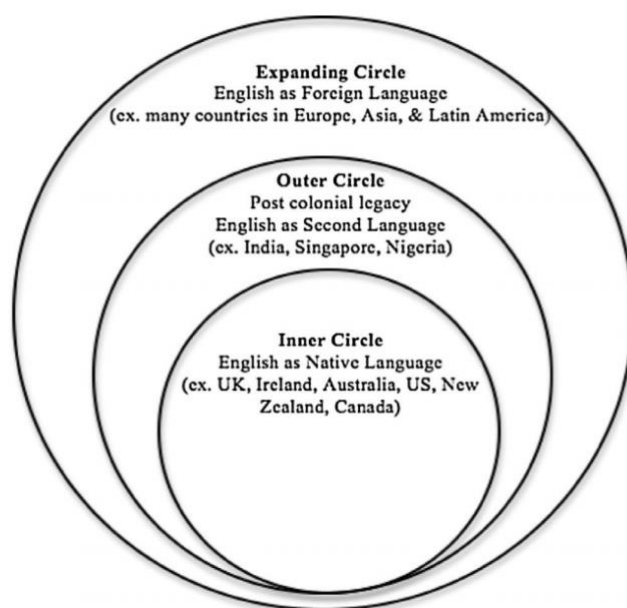 Expanding Circle
English as Foreign Language
(ex. many countries in Europe, Asia, & Latin America)
Outer Circle
Post colonial legacy
English as Second Language
(ex. India, Singapore, Nigeria)
Inner Circle
English as Native Language
(ex. UK, Ireland, Australia, US, New
Zealand, Canada)